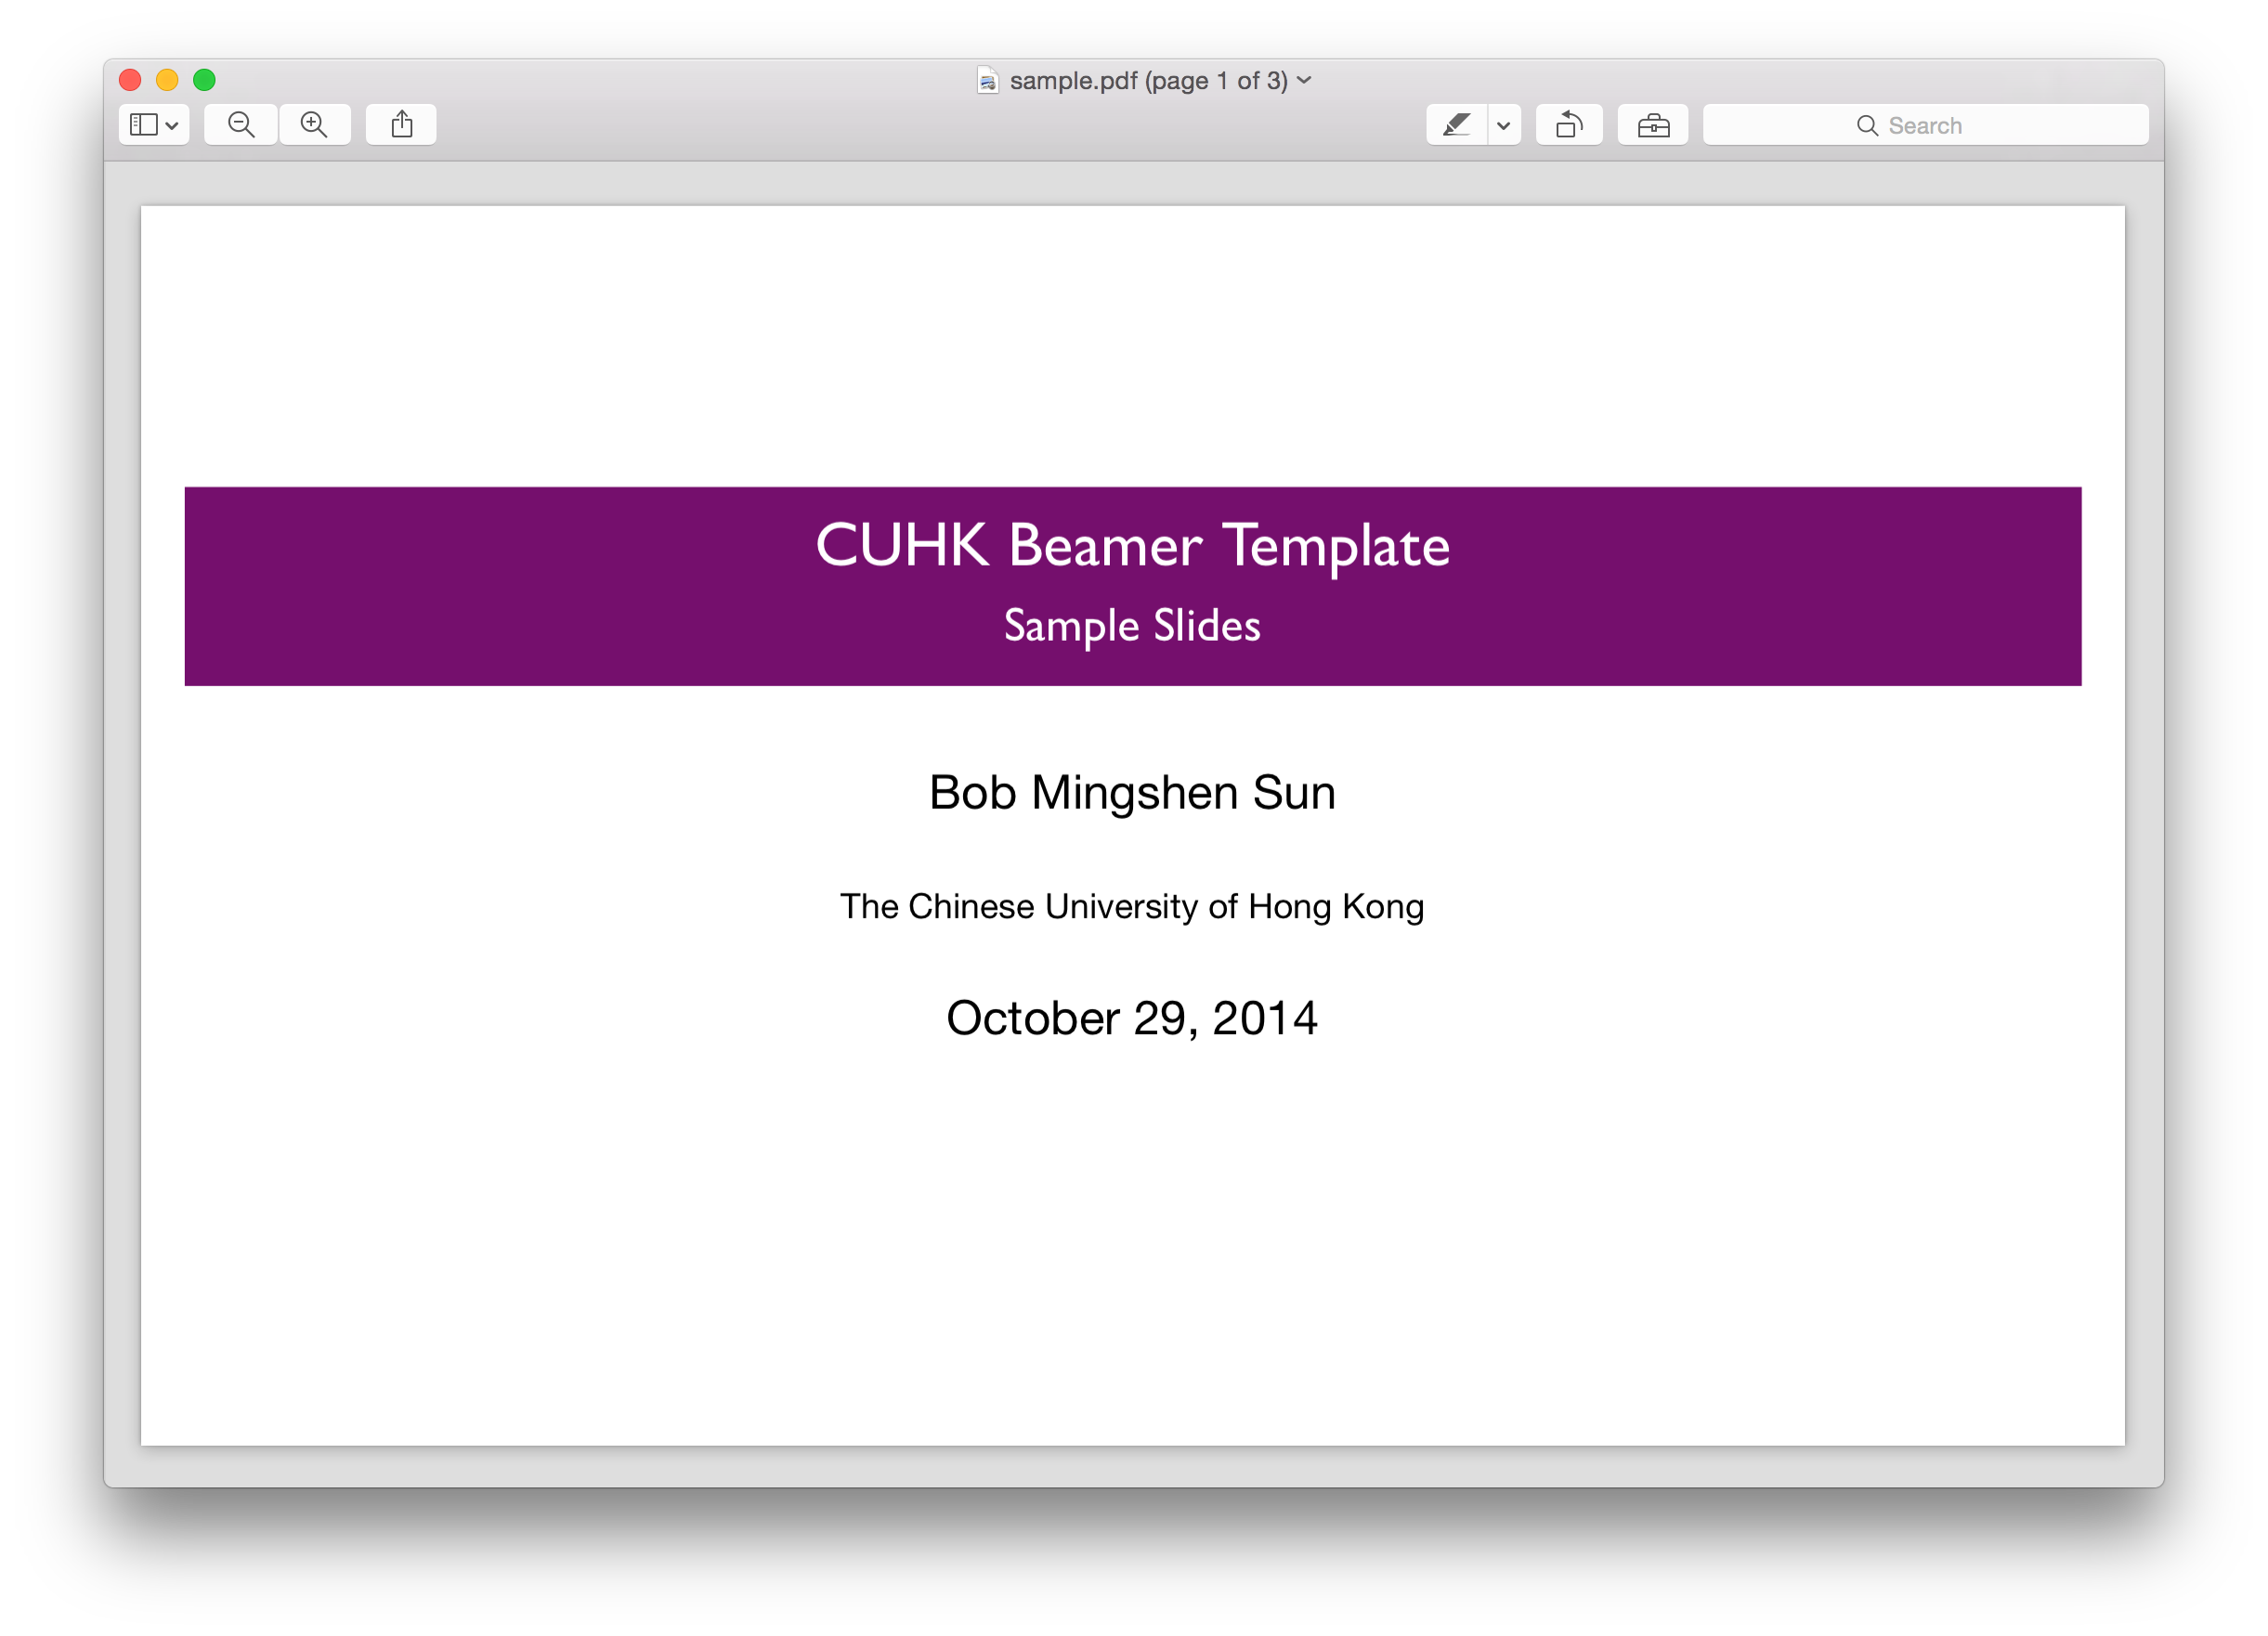 sample.pdf (page 1 of 3)
Search
CUHK Beamer Template
Sample Slides
Bob Mingshen Sun
The Chinese University of Hong Kong
October 29, 2014